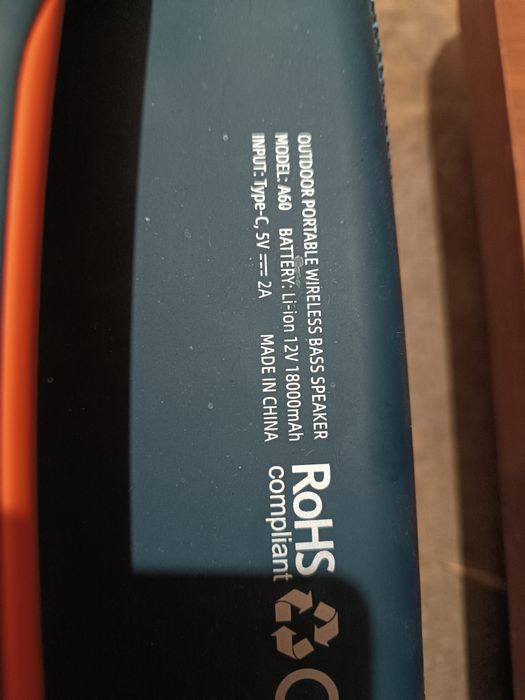 OUTDOOR PORTABLE WIRELESS BASS SPEAKER
MODEL: A60 BATTERY: Li-ion 12V 18000mAh
INPUT: Type-C, 5V ⎓ 2A MADE IN CHINA
RoHS
compliant